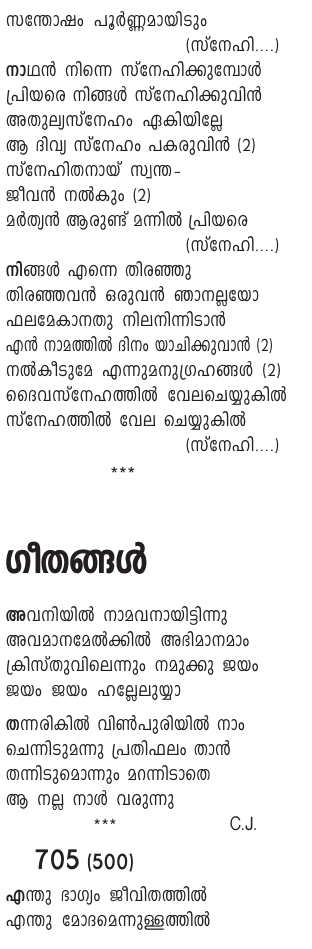 സന്തോഷം പൂർണ്ണമായിടും
(സ്നേഹി....)
നാഥൻ നിന്നെ സ്നേഹിക്കുമ്പോൾ
പ്രിയരെ നിങ്ങൾ സ്നേഹിക്കുവിൻ
അതുല്യസ്നേഹം ഏകിയില്ലേ
ആ ദിവ്യ സ്നേഹം പകരുവിൻ (2)
സ്നേഹിതനായ് സ്വന്ത-
ജീവൻ നൽകും (2)
മർത്യൻ ആരുണ്ട് മന്നിൽ പ്രിയരെ
(സ്നേഹി....)
നിങ്ങൾ എന്നെ തിരഞ്ഞു
തിരഞ്ഞവൻ ഒരുവൻ ഞാനല്ലയോ
ഫലമേകാനതു നിലനിന്നിടാൻ
എൻ നാമത്തിൽ ദിനം യാചിക്കുവാൻ (2)
നൽകീടുമേ എന്നുമനുഗ്രഹങ്ങൾ (2)
ദൈവസ്നേഹത്തിൽ വേലചെയ്യുകിൽ
സ്നേഹത്തിൽ വേല ചെയ്യുകിൽ
(സ്നേഹി....)
***
ഗീതങ്ങൾ
അവനിയിൽ നാമവനായിട്ടിന്നു
അവമാനമേൽക്കിൽ അഭിമാനമാം
ക്രിസ്തുവിലെന്നും നമുക്കു ജയം
ജയം ജയം ഹല്ലേലുയ്യാ
തന്നരികിൽ വിൺപുരിയിൽ നാം
ചെന്നിടുമന്നു പ്രതിഫലം താൻ
തന്നിടുമൊന്നും മറന്നിടാതെ
ആ നല്ല നാൾ വരുന്നു
*** C.J.
705 (500)
എന്തു ഭാഗ്യം ജീവിതത്തിൽ
എന്തു മോദമെന്നുള്ളത്തിൽ